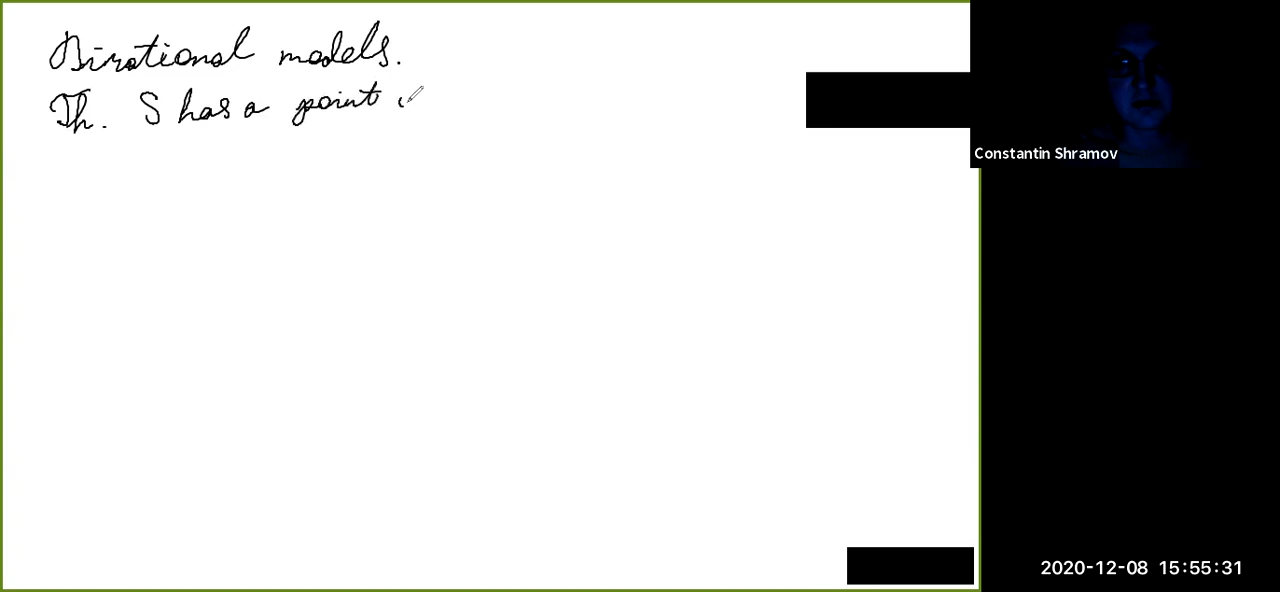 Birational models.
Th. S has a point
Constantin Shramov
2020-12-08 15:55:31